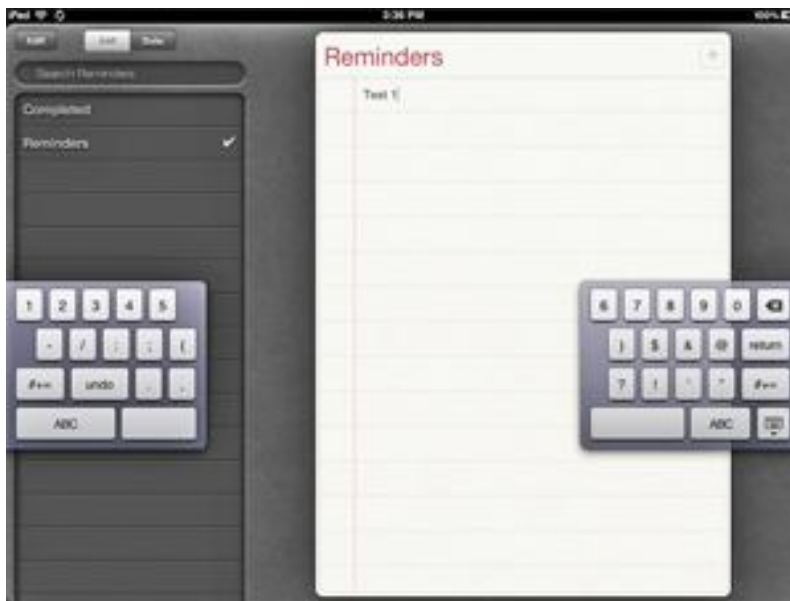 iPad 3:36 PM 100%
Edit List Date
Search Reminders
Reminders
Completed
Test 1
Reminders
1 2 3 4 5
6 7 8 9 0
- / : ; (
) $ & @ return
#+= undo . ,
? ! ' " #+=
ABC
ABC